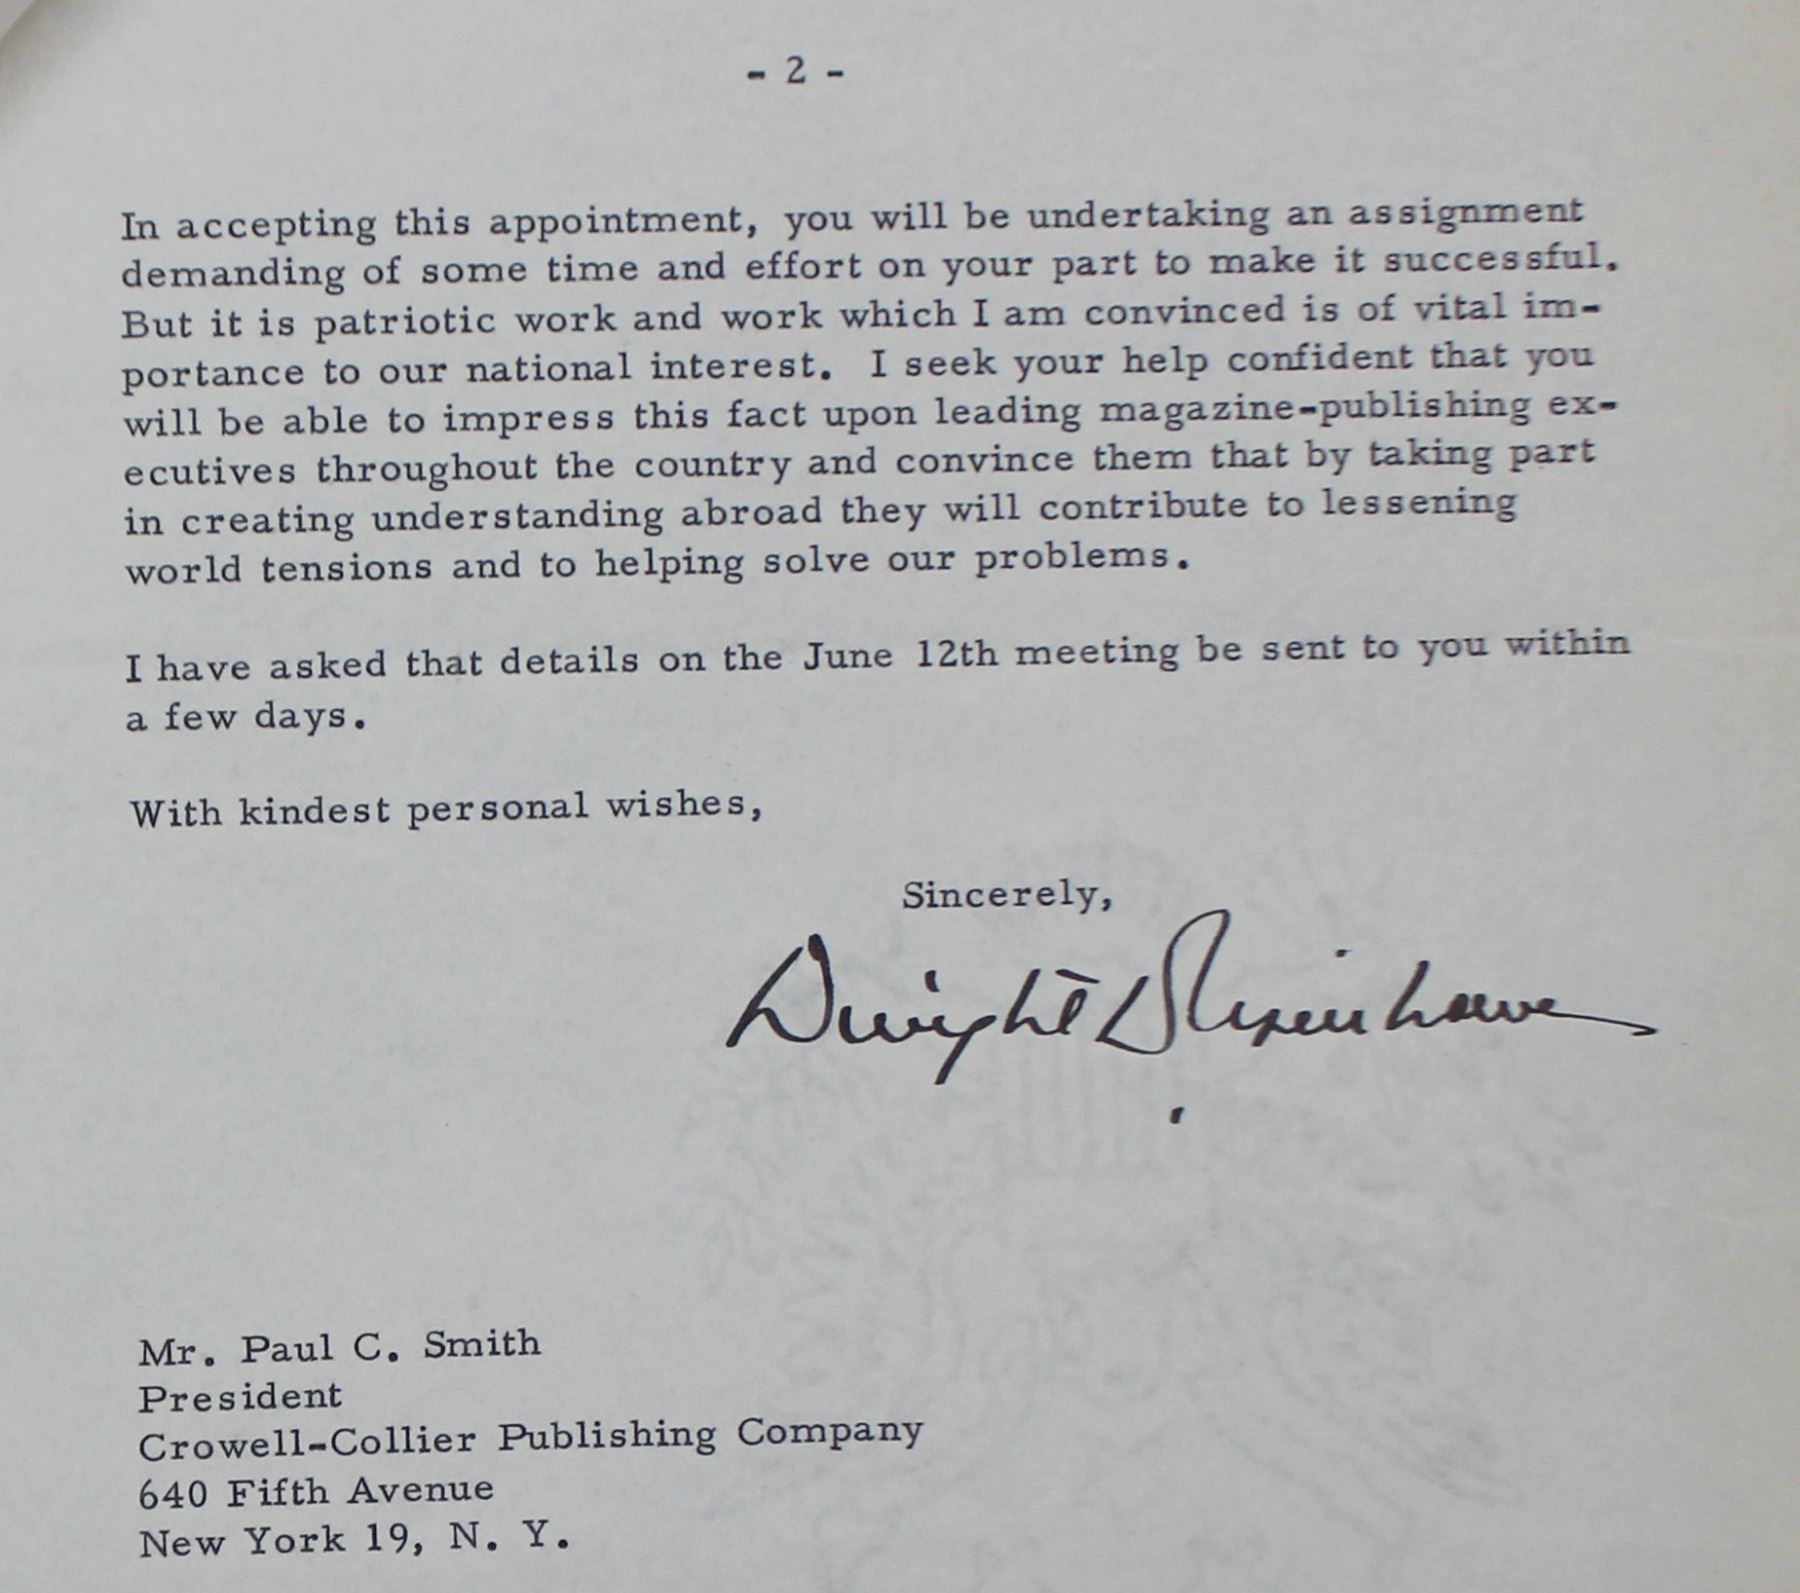 - 2 -
In accepting this appointment, you will be undertaking an assignment
demanding of some time and effort on your part to make it successful.
But it is patriotic work and work which I am convinced is of vital im-
portance to our national interest. I seek your help confident that you
will be able to impress this fact upon leading magazine-publishing ex-
ecutives throughout the country and convince them that by taking part
in creating understanding abroad they will contribute to lessening
world tensions and to helping solve our problems.
I have asked that details on the June 12th meeting be sent to you within
a few days.
With kindest personal wishes,
Sincerely,
Dwight D Eisenhower
Mr. Paul C. Smith
President
Crowell-Collier Publishing Company
640 Fifth Avenue
New York 19, N. Y.